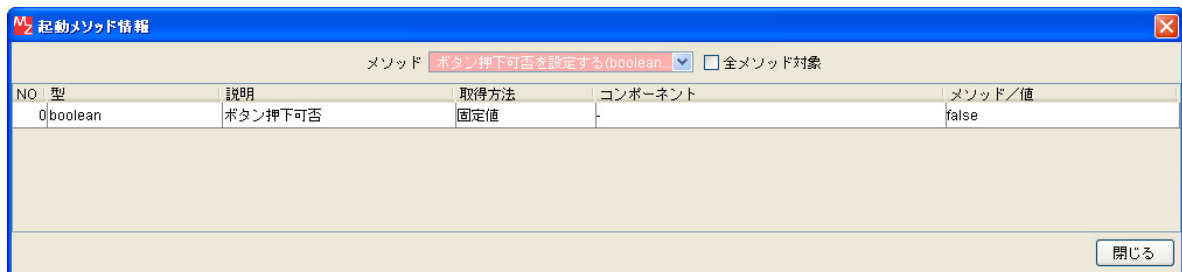 MZ 起動メソッド情報
メソッド ボタン押下可否を設定する(boolean... 全メソッド対象
NO 型 説明 取得方法 コンポーネント メソッド／値
0 boolean ボタン押下可否 固定値 - false
閉じる